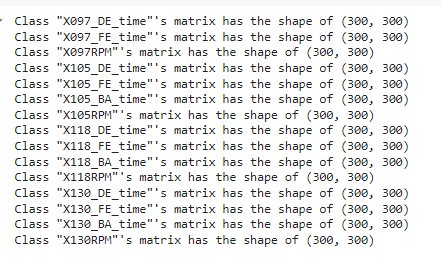 Class "X097_DE_time"'s matrix has the shape of (300, 300)
Class "X097_FE_time"'s matrix has the shape of (300, 300)
Class "X097RPM"'s matrix has the shape of (300, 300)
Class "X105_DE_time"'s matrix has the shape of (300, 300)
Class "X105_FE_time"'s matrix has the shape of (300, 300)
Class "X105_BA_time"'s matrix has the shape of (300, 300)
Class "X105RPM"'s matrix has the shape of (300, 300)
Class "X118_DE_time"'s matrix has the shape of (300, 300)
Class "X118_FE_time"'s matrix has the shape of (300, 300)
Class "X118_BA_time"'s matrix has the shape of (300, 300)
Class "X118RPM"'s matrix has the shape of (300, 300)
Class "X130_DE_time"'s matrix has the shape of (300, 300)
Class "X130_FE_time"'s matrix has the shape of (300, 300)
Class "X130_BA_time"'s matrix has the shape of (300, 300)
Class "X130RPM"'s matrix has the shape of (300, 300)